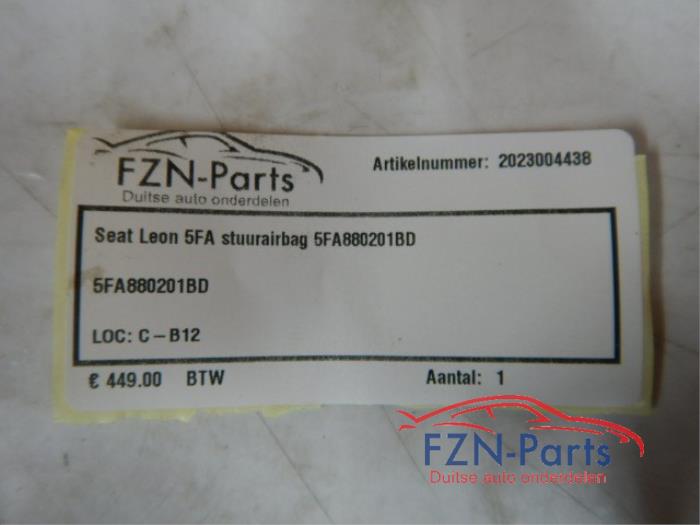 FZN-Parts
Duitse auto onderdelen
Artikelnummer: 2023004438
Seat Leon 5FA stuurairbag 5FA880201BD
5FA880201BD
LOC: C-B12
€ 449.00 BTW Aantal: 1
FZN-Parts
Duitse auto onderdelen